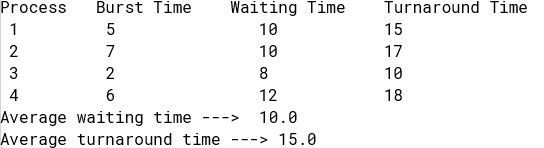 Process   Burst Time    Waiting Time    Turnaround Time
1         5              10          15
2         7              10          17
3         2              8           10
4         6              12          18
Average waiting time --->  10.0
Average turnaround time ---> 15.0